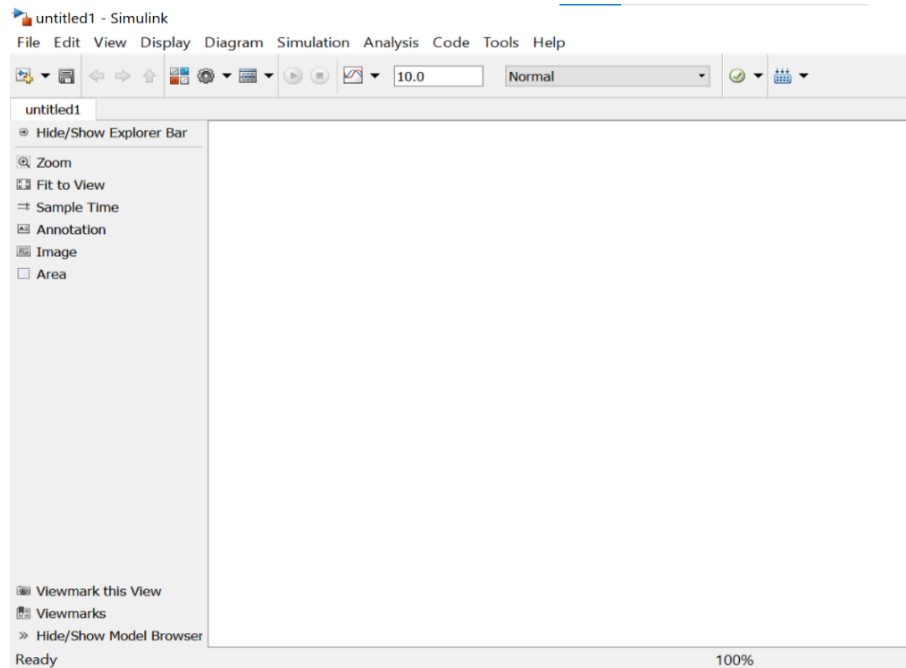 untitled1 - Simulink
File Edit View Display Diagram Simulation Analysis Code Tools Help
10.0 Normal
untitled1
Hide/Show Explorer Bar
Zoom
Fit to View
Sample Time
Annotation
Image
Area
Viewmark this View
Viewmarks
Hide/Show Model Browser
Ready 100%